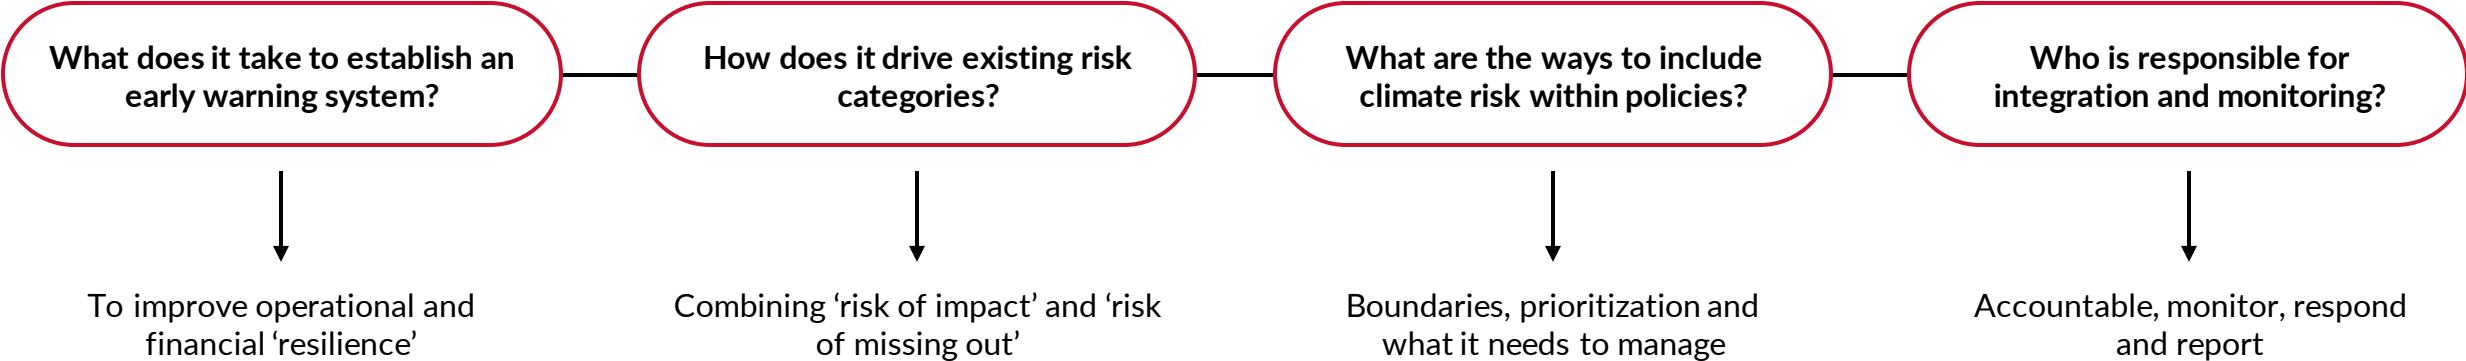 What does it take to establish an
early warning system?
How does it drive existing risk
categories?
What are the ways to include
climate risk within policies?
Who is responsible for
integration and monitoring?
To improve operational and
financial ‘resilience’
Combining ‘risk of impact’ and ‘risk
of missing out’
Boundaries, prioritization and
what it needs to manage
Accountable, monitor, respond
and report